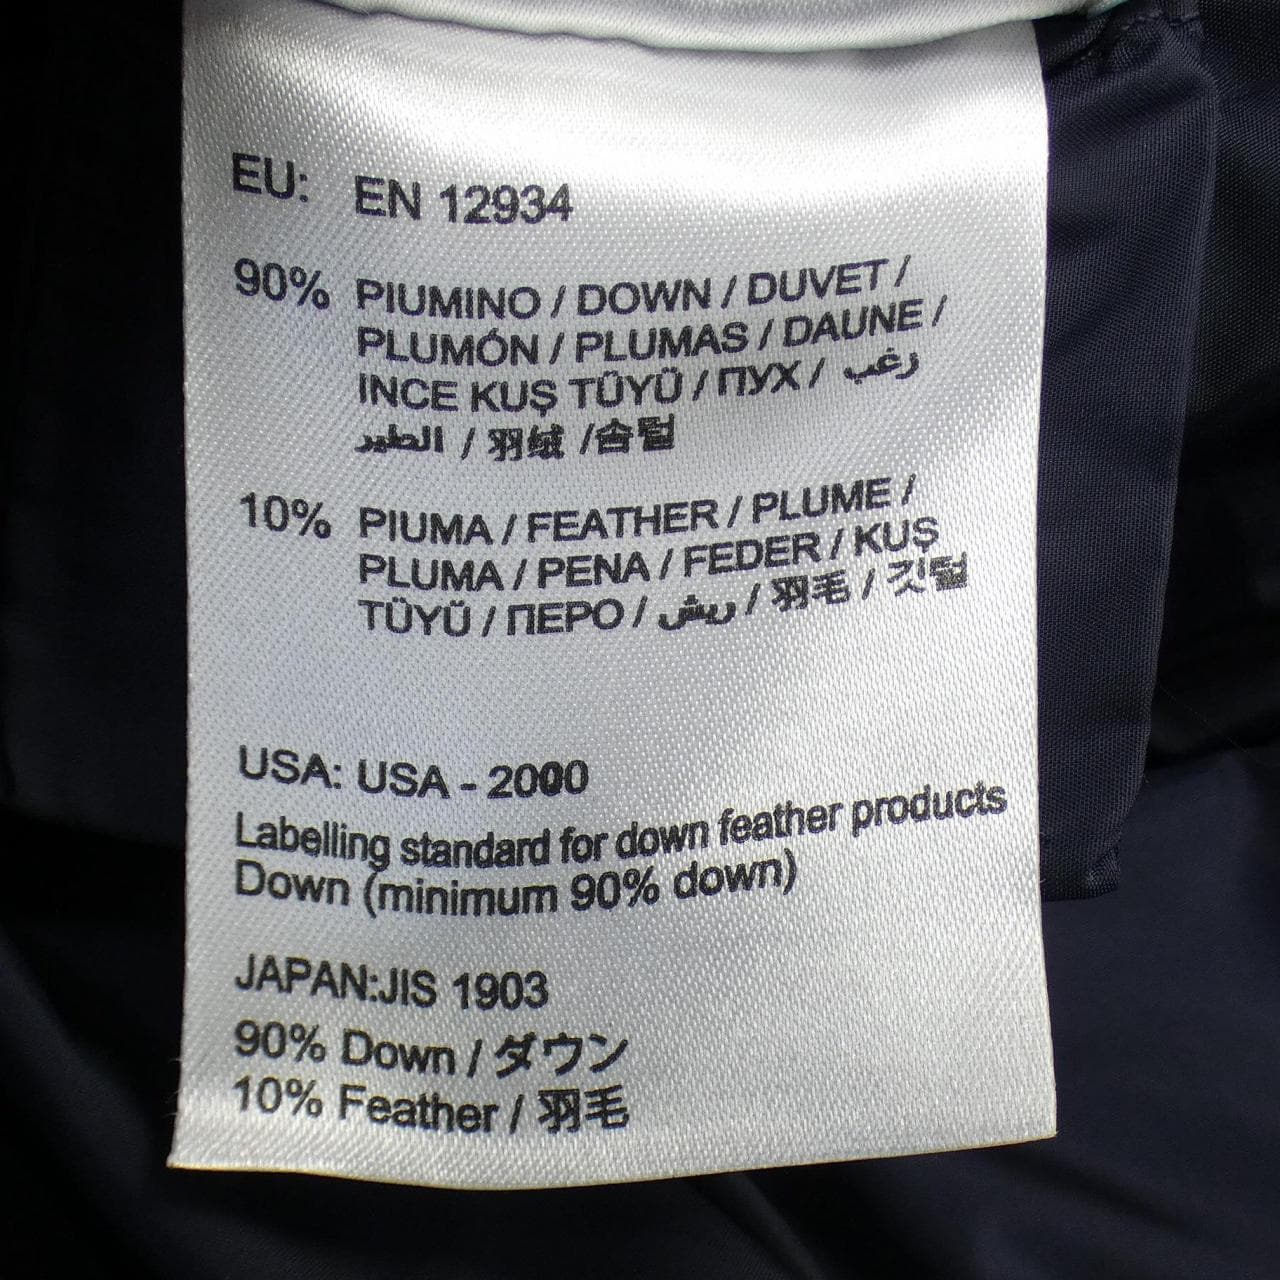 EU: EN 12934
90% PIUMINO / DOWN / DUVET /
PLUMÓN / PLUMAS / DAUNE /
INCE KUŞ TÜYÜ / ПУХ / زغب
الطير / 羽绒 /솜털
10% PIUMA / FEATHER / PLUME /
PLUMA / PENA / FEDER / KUŞ
TÜYÜ / ПЕРО / ريش / 羽毛 / 깃털
USA: USA - 2000
Labelling standard for down feather products
Down (minimum 90% down)
JAPAN:JIS 1903
90% Down / ダウン
10% Feather / 羽毛